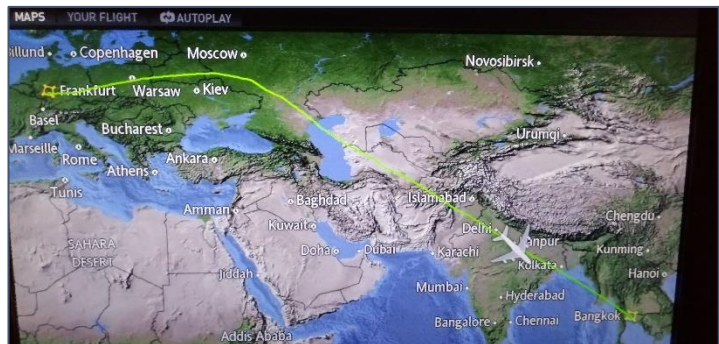 MAPS YOUR FLIGHT AUTOPLAY
Copenhagen
Moscow
Novosibirsk
Frankfurt
Warsaw
Kiev
Basel
Bucharest
Urumqi
Marseille
Rome
Ankara
Athens
Tunis
Islamabad
Baghdad
Amman
Chengdu
Kuwait
Delhi
SAHARA
DESERT
Doha
Dubai
Karachi
Kunming
Kolkata
Hanoi
Jiddah
Mumbai
Hyderabad
Bangkok
Bangalore
Chennai
Addis Ababa